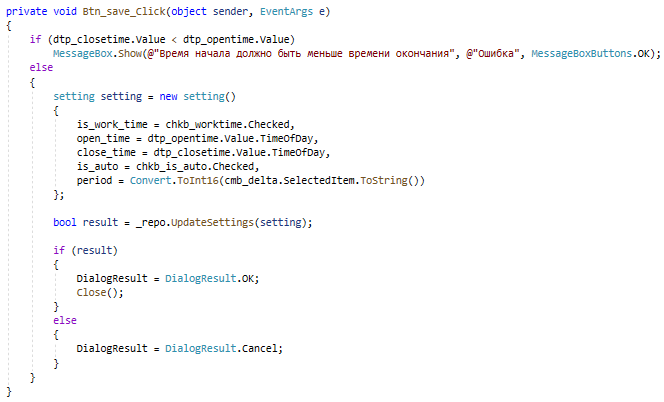 private void Btn_save_Click(object sender, EventArgs e)
{
    if (dtp_closetime.Value < dtp_opentime.Value)
        MessageBox.Show(@"Время начала должно быть меньше времени окончания", @"Ошибка", MessageBoxButtons.OK);
    else
    {
        setting setting = new setting()
        {
            is_work_time = chkb_worktime.Checked,
            open_time = dtp_opentime.Value.TimeOfDay,
            close_time = dtp_closetime.Value.TimeOfDay,
            is_auto = chkb_is_auto.Checked,
            period = Convert.ToInt16(cmb_delta.SelectedItem.ToString())
        };

        bool result = _repo.UpdateSettings(setting);

        if (result)
        {
            DialogResult = DialogResult.OK;
            Close();
        }
        else
        {
            DialogResult = DialogResult.Cancel;
        }
    }
}